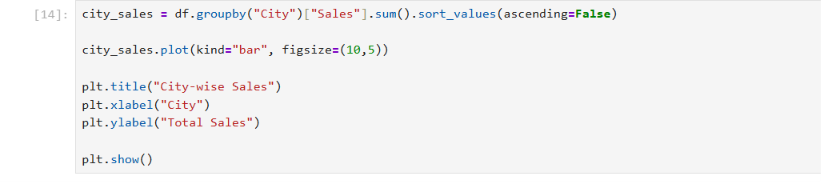 [14]: city_sales = df.groupby("City")["Sales"].sum().sort_values(ascending=False)
city_sales.plot(kind="bar", figsize=(10,5))
plt.title("City-wise Sales")
plt.xlabel("City")
plt.ylabel("Total Sales")
plt.show()